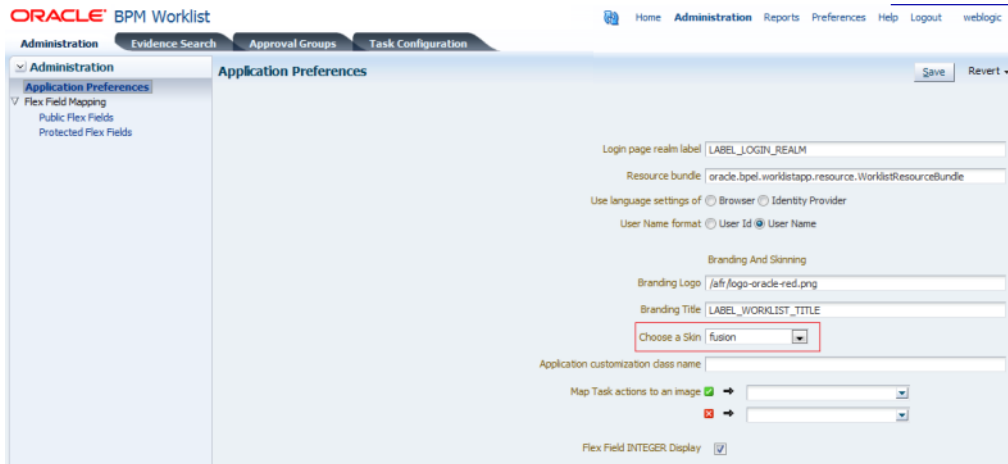 ORACLE BPM Worklist
Home Administration Reports Preferences Help Logout weblogic
Administration Evidence Search Approval Groups Task Configuration
Administration
Application Preferences
Flex Field Mapping
Public Flex Fields
Protected Flex Fields
Application Preferences
Save Revert
Login page realm label LABEL_LOGIN_REALM
Resource bundle oracle.bpel.worklistapp.resource.WorklistResourceBundle
Use language settings of Browser Identity Provider
User Name format User Id User Name
Branding And Skinning
Branding Logo /afr/logo-oracle-red.png
Branding Title LABEL_WORKLIST_TITLE
Choose a Skin fusion
Application customization class name
Map Task actions to an image
Flex Field INTEGER Display